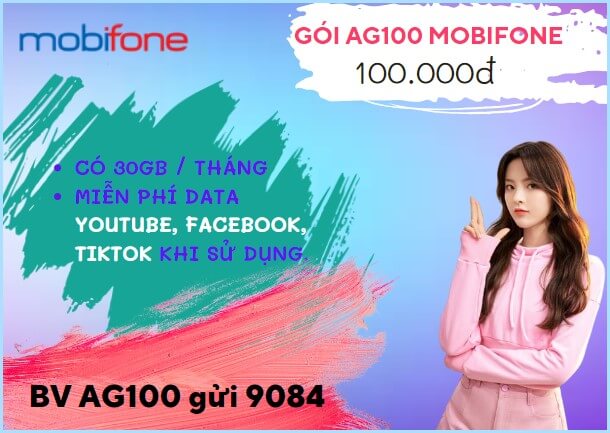 mobifone
GÓI AG100 MOBIFONE
100.000đ
• CÓ 30GB / THÁNG
• MIỄN PHÍ DATA
YOUTUBE, FACEBOOK,
TIKTOK KHI SỬ DỤNG
BV AG100 gửi 9084